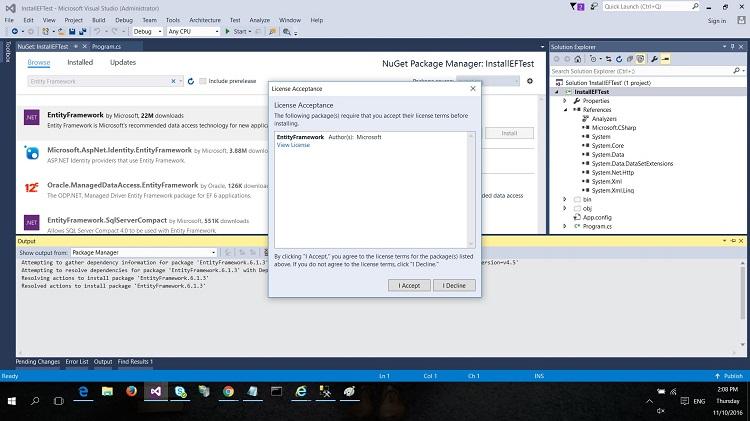 InstallEFTest - Microsoft Visual Studio (Administrator)
2
Quick Launch (Ctrl+Q)
File Edit View Project Build Debug Team Tools Architecture Test Analyze Window Help
Sign in
Debug Any CPU Start
Toolbox
NuGet: InstallEFTest Program.cs
Browse Installed Updates
NuGet Package Manager: InstallEFTest
Entity Framework
Include prerelease
Package source:
EntityFramework by Microsoft, 22M downloads
Entity Framework is Microsoft's recommended data access technology for new applic
Install
Microsoft.AspNet.Identity.EntityFramework by Microsoft, 3.88M down
ASP.NET Identity providers that use Entity Framework.
Oracle.ManagedDataAccess.EntityFramework by Oracle, 126K downlo
The ODP.NET, Managed Driver Entity Framework package for EF 6 applications.
nded data access
EntityFramework.SqlServerCompact by Microsoft, 551K downloads
Allows SQL Server Compact 4.0 to be used with Entity Framework.
License Acceptance
License Acceptance
The following package(s) require that you accept their license terms before
installing.
EntityFramework Author(s): Microsoft
View License
By clicking "I Accept," you agree to the license terms for the package(s) listed
above. If you do not agree to the license terms, click "I Decline."
I Accept I Decline
Solution Explorer
Search Solution Explorer (Ctrl+;)
Solution 'InstallEFTest' (1 project)
InstallEFTest
Properties
References
Analyzers
Microsoft.CSharp
System
System.Core
System.Data
System.Data.DataSetExtensions
System.Net.Http
System.Xml
System.Xml.Linq
bin
obj
App.config
Program.cs
Output
Show output from: Package Manager
Attempting to gather dependency information for package 'EntityFramework.6.1.3'
ersion=v4.5'
Attempting to resolve dependencies for package 'EntityFramework.6.1.3' with Dep
Resolving actions to install package 'EntityFramework.6.1.3'
Resolved actions to install package 'EntityFramework.6.1.3'
Pending Changes Error List Output Find Results 1
Ready Ln 1 Col 1 Ch 1 INS Publish
2:08 PM
ENG Thursday
11/10/2016